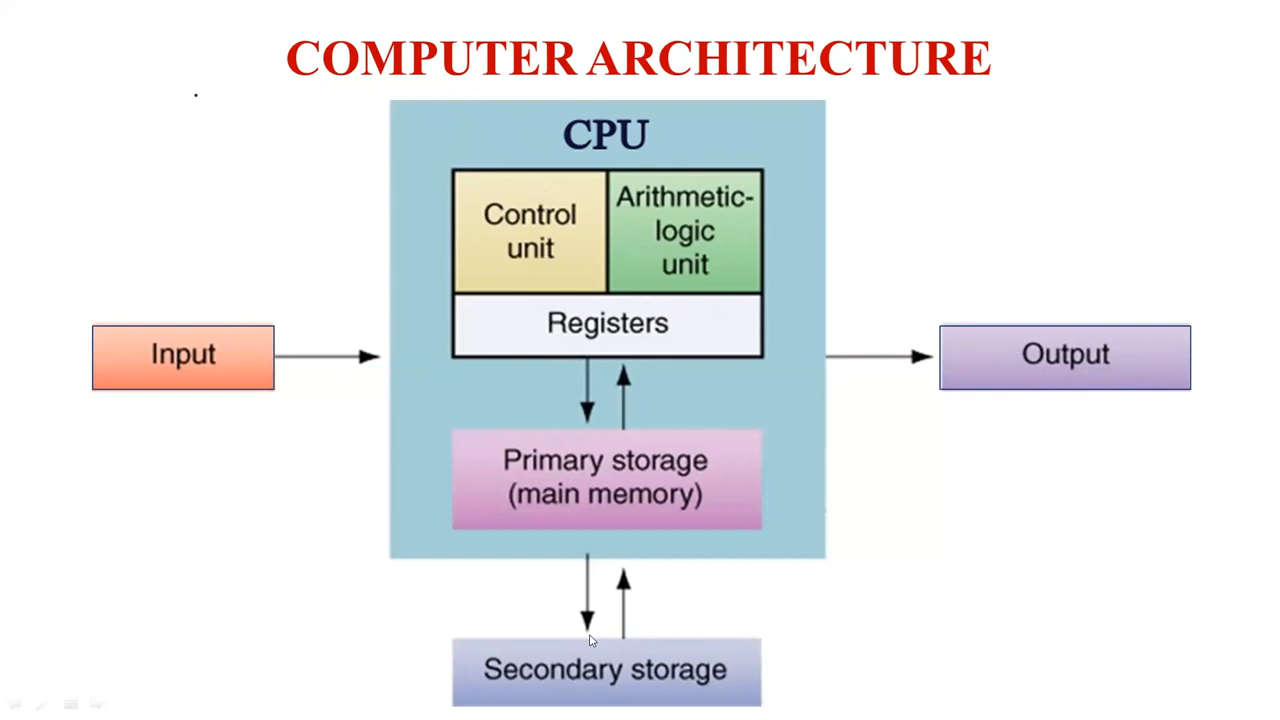 COMPUTER ARCHITECTURE
CPU
Control
unit
Arithmetic-
logic
unit
Registers
Input
Output
Primary storage
(main memory)
Secondary storage